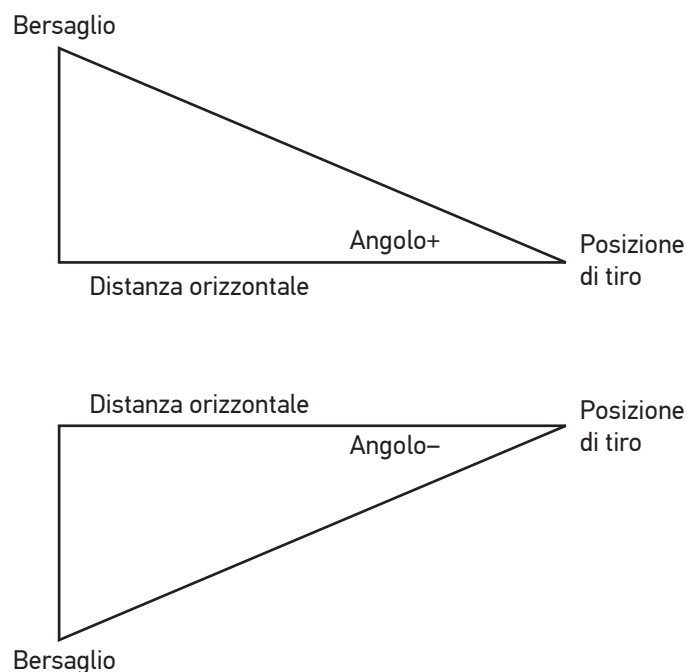 Bersaglio
Angolo+
Posizione
di tiro
Distanza orizzontale
Distanza orizzontale
Posizione
di tiro
Angolo–
Bersaglio